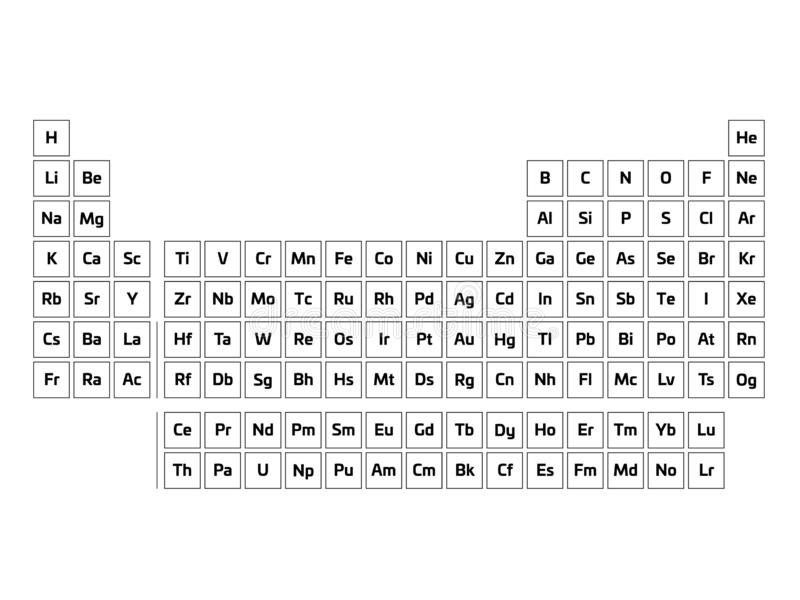 H He
Li Be B C N O F Ne
Na Mg Al Si P S Cl Ar
K Ca Sc Ti V Cr Mn Fe Co Ni Cu Zn Ga Ge As Se Br Kr
Rb Sr Y Zr Nb Mo Tc Ru Rh Pd Ag Cd In Sn Sb Te I Xe
dreamstime
Cs Ba La Hf Ta W Re Os Ir Pt Au Hg Tl Pb Bi Po At Rn
Fr Ra Ac Rf Db Sg Bh Hs Mt Ds Rg Cn Nh Fl Mc Lv Ts Og
Ce Pr Nd Pm Sm Eu Gd Tb Dy Ho Er Tm Yb Lu
Th Pa U Np Pu Am Cm Bk Cf Es Fm Md No Lr